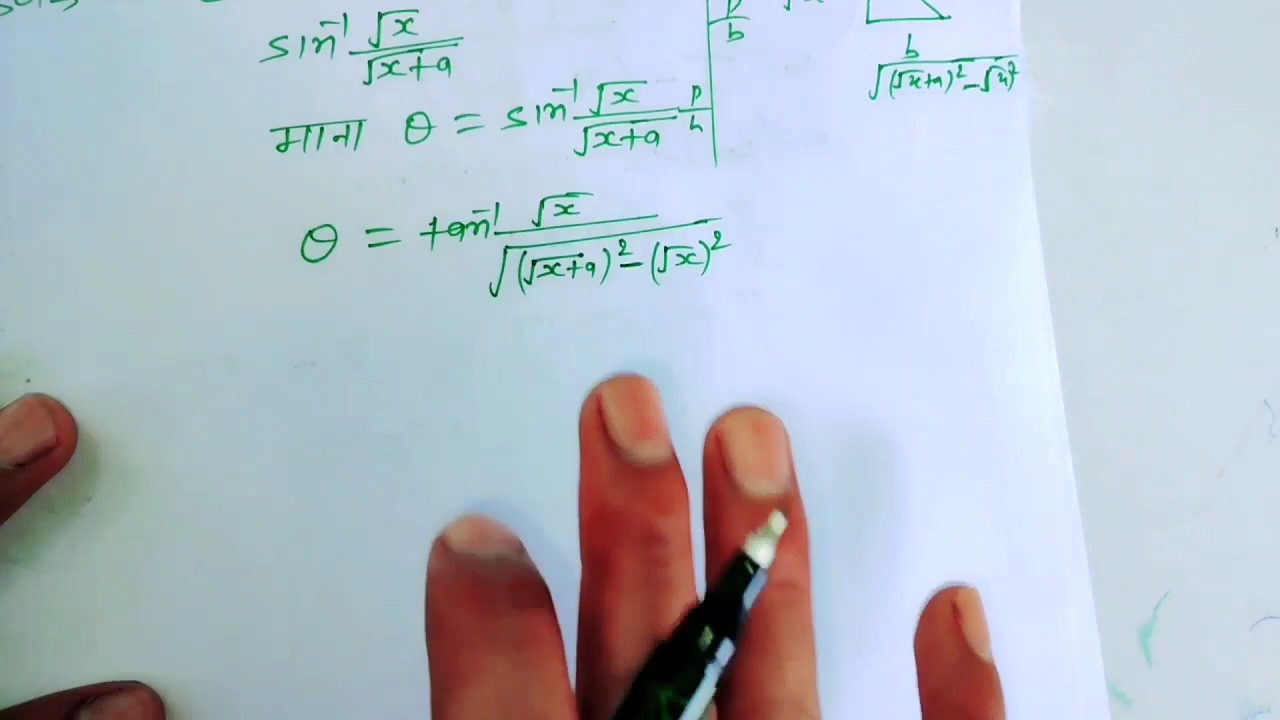 sin⁻¹ √x/√x+a
माना θ = sin⁻¹ √x/√x+a p/h
θ = tan⁻¹ √x/√((√x+a)² - (√x)²)
p/b
b
√((√x+a)² - √x)²